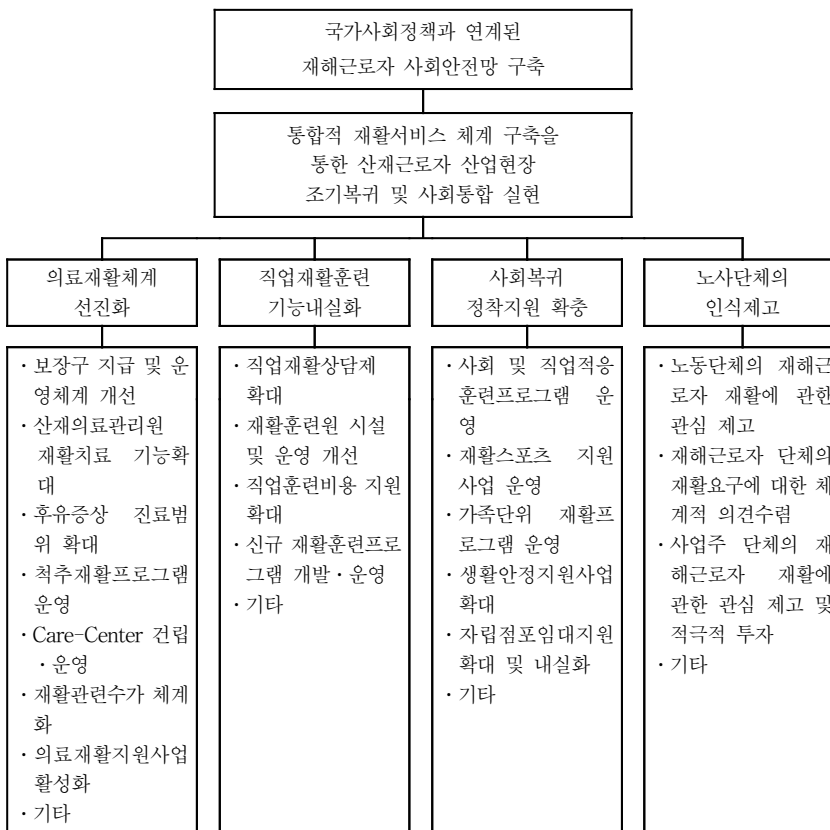 국가사회정책과 연계된
재해근로자 사회안전망 구축
통합적 재활서비스 체계 구축을
통한 산재근로자 산업현장
조기복귀 및 사회통합 실현
의료재활체계
선진화
· 보장구 지급 및 운
영체계 개선
· 산재의료관리원
재활치료 기능확
대
· 후유증상 진료범
위 확대
· 척추재활프로그램
운영
· Care-Center 건립
· 운영
· 재활관련수가 체계
화
· 의료재활지원사업
활성화
· 기타
직업재활훈련
기능내실화
· 직업재활상담제
확대
· 재활훈련원 시설
및 운영 개선
· 직업훈련비용 지원
확대
· 신규 재활훈련프로
그램 개발 · 운영
· 기타
사회복귀
정착지원 확충
· 사회 및 직업적응
훈련프로그램 운
영
· 재활스포츠 지원
사업 운영
· 가족단위 재활프
로그램 운영
· 생활안정지원사업
확대
· 자립점포임대지원
확대 및 내실화
· 기타
노사단체의
인식제고
· 노동단체의 재해근
로자 재활에 관한
관심 제고
· 재해근로자 단체의
재활요구에 대한 체
계적 의견수렴
· 사업주 단체의 재
해근로자 재활에
관한 관심 제고 및
적극적 투자
· 기타